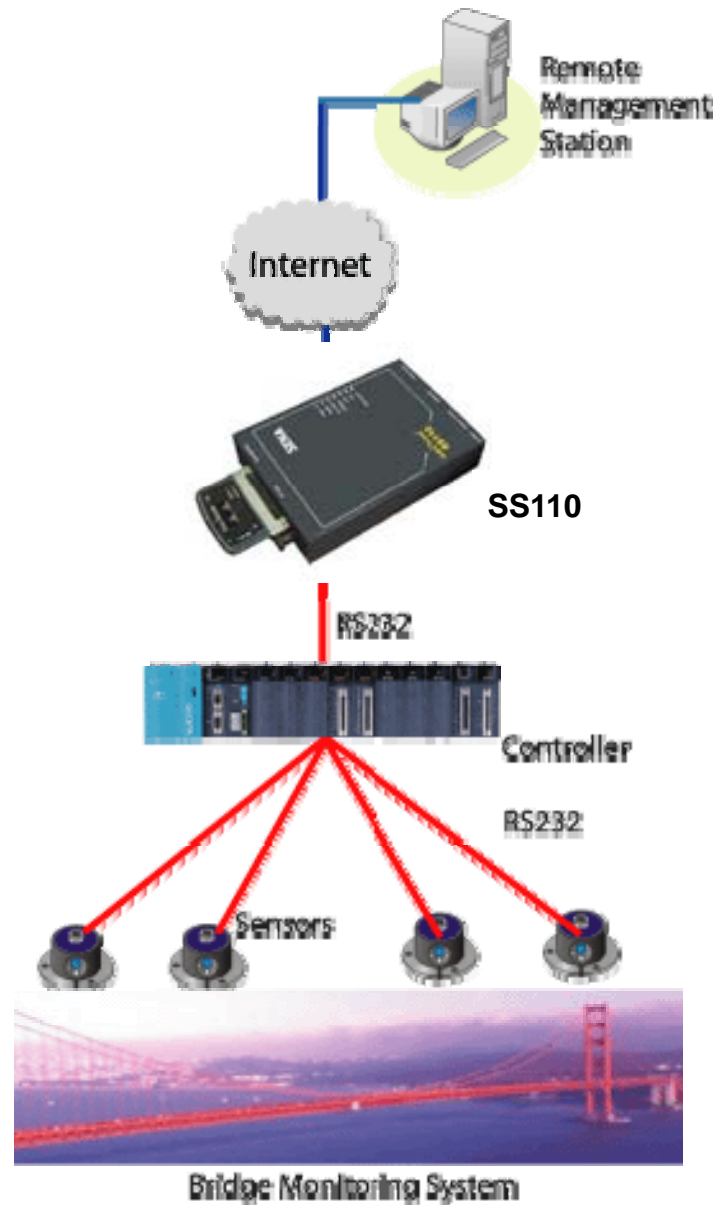 Remote
Management
Station
Internet
SS110
RS232
Controller
RS232
Sensors
Bridge Monitoring System